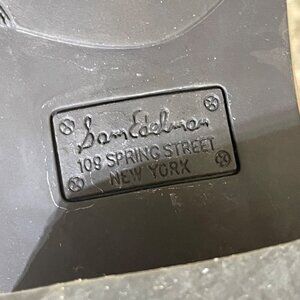 Sam Edelman
109 SPRING STREET
NEW YORK